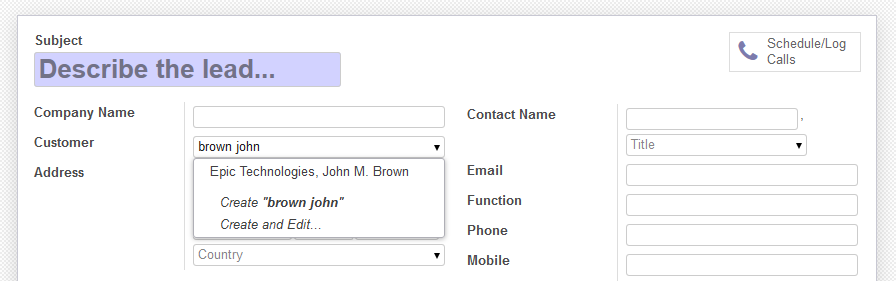 Subject
Describe the lead...
Schedule/Log
Calls
Company Name
Contact Name
,
Customer
brown john
Title
Address
Epic Technologies, John M. Brown
Email
Create "brown john"
Function
Create and Edit...
Phone
Country
Mobile